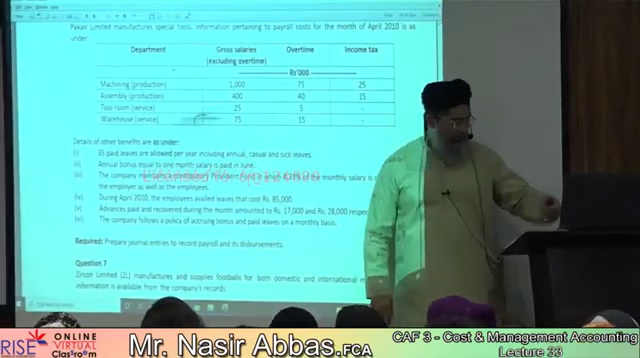 Pakair Limited manufactures special tools. Information pertaining to payroll costs for the month of April 2010 is as
under:
Department Gross salaries Overtime Income tax
(excluding overtime)
Rs'000
Machining (production) 1,000 75 25
Assembly (production) 400 40 15
Tool room (service) 25 5 -
Warehouse (service) 75 15 -
Details of other benefits are as under:
(i) 35 paid leaves are allowed per year including annual, casual and sick leaves.
(ii) Annual bonus equal to one month salary is paid in June.
(iii) The company monthly salary is
the employer as well as the employees.
(iv) During April 2010, the employees availed leaves that cost Rs. 85,000.
(v) Advances paid and recovered during the month amounted to Rs. 17,000 and Rs. 28,000
(vi) The company follows a policy of accruing bonus and paid leaves on a monthly basis.
Required: Prepare journal entries to record payroll and its disbursements.
Question 7
Zircon Limited (ZL) manufactures and supplies footballs for both domestic and international
information is available from the company's records.
RISE ONLINE VIRTUAL Classroom
Mr. Nasir Abbas.FCA
CAF 3 - Cost & Management Accounting
Lecture 33